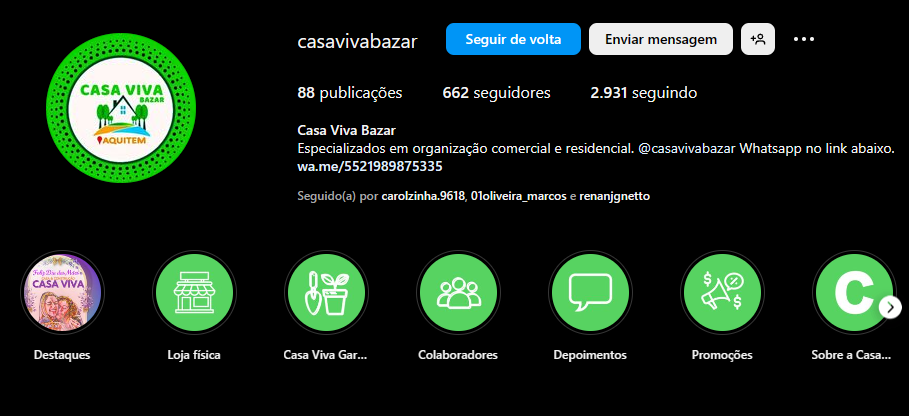 casavivabazar
Seguir de volta
Enviar mensagem
88 publicações
662 seguidores
2.931 seguindo
CASA VIVA
BAZAR
AQUITEM
Casa Viva Bazar
Especializados em organização comercial e residencial. @casavivabazar Whatsapp no link abaixo.
wa.me/5521989875335
Seguido(a) por carolzinha.9618, 01oliveira_marcos e renanjgnetto
Feliz Dia das Mães
CASA VIVA
C
Destaques
Loja física
Casa Viva Gar...
Colaboradores
Depoimentos
Promoções
Sobre a Casa...